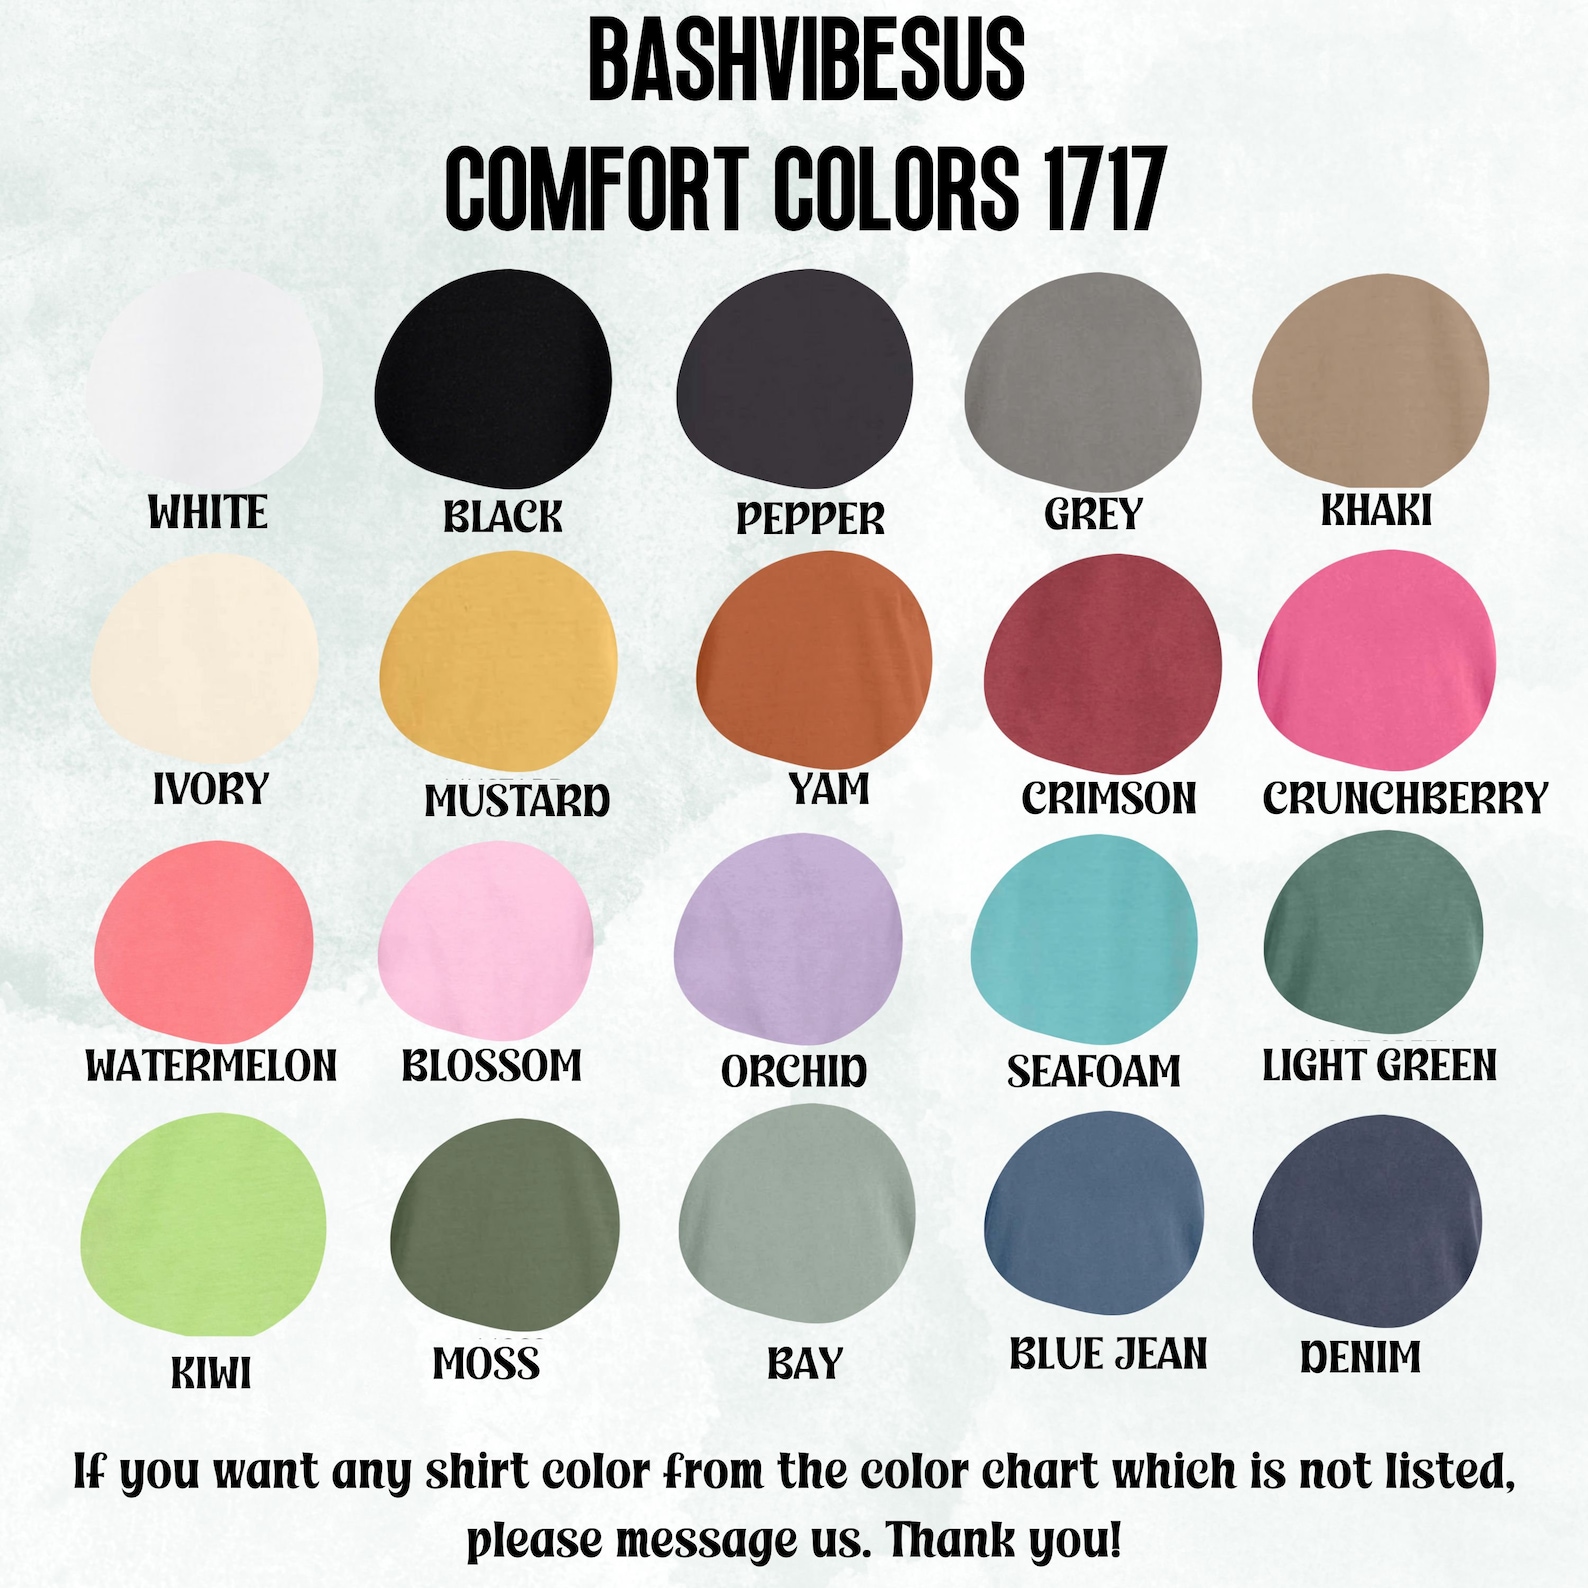 BASHVIBESUS
COMFORT COLORS 1717
WHITE
BLACK
PEPPER
GREY
KHAKI
IVORY
MUSTARD
YAM
CRIMSON
CRUNCHBERRY
WATERMELON
BLOSSOM
ORCHID
SEAFOAM
LIGHT GREEN
KIWI
MOSS
BAY
BLUE JEAN
DENIM
If you want any shirt color from the color chart which is not listed,
please message us. Thank you!